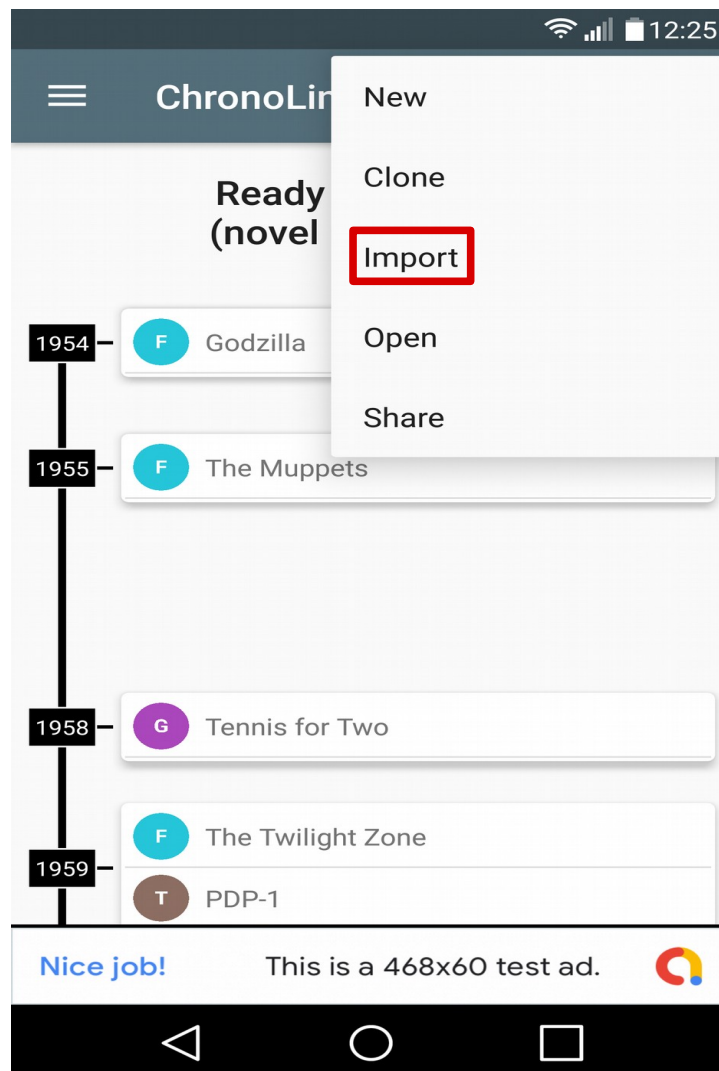 12:25
ChronoLin
New
Clone
Import
Open
Share
Ready
(novel
1954
F
Godzilla
1955
F
The Muppets
1958
G
Tennis for Two
1959
F
The Twilight Zone
T
PDP-1
Nice job!
This is a 468x60 test ad.